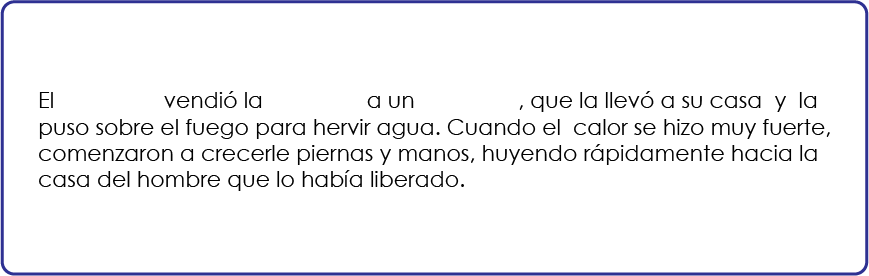 El vendió la a un , que la llevó a su casa y la
puso sobre el fuego para hervir agua. Cuando el calor se hizo muy fuerte,
comenzaron a crecerle piernas y manos, huyendo rápidamente hacia la
casa del hombre que lo había liberado.